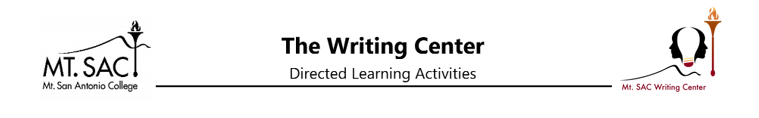 The Writing Center
Directed Learning Activities
MT. SAC
Mt. San Antonio College
Mt. SAC Writing Center